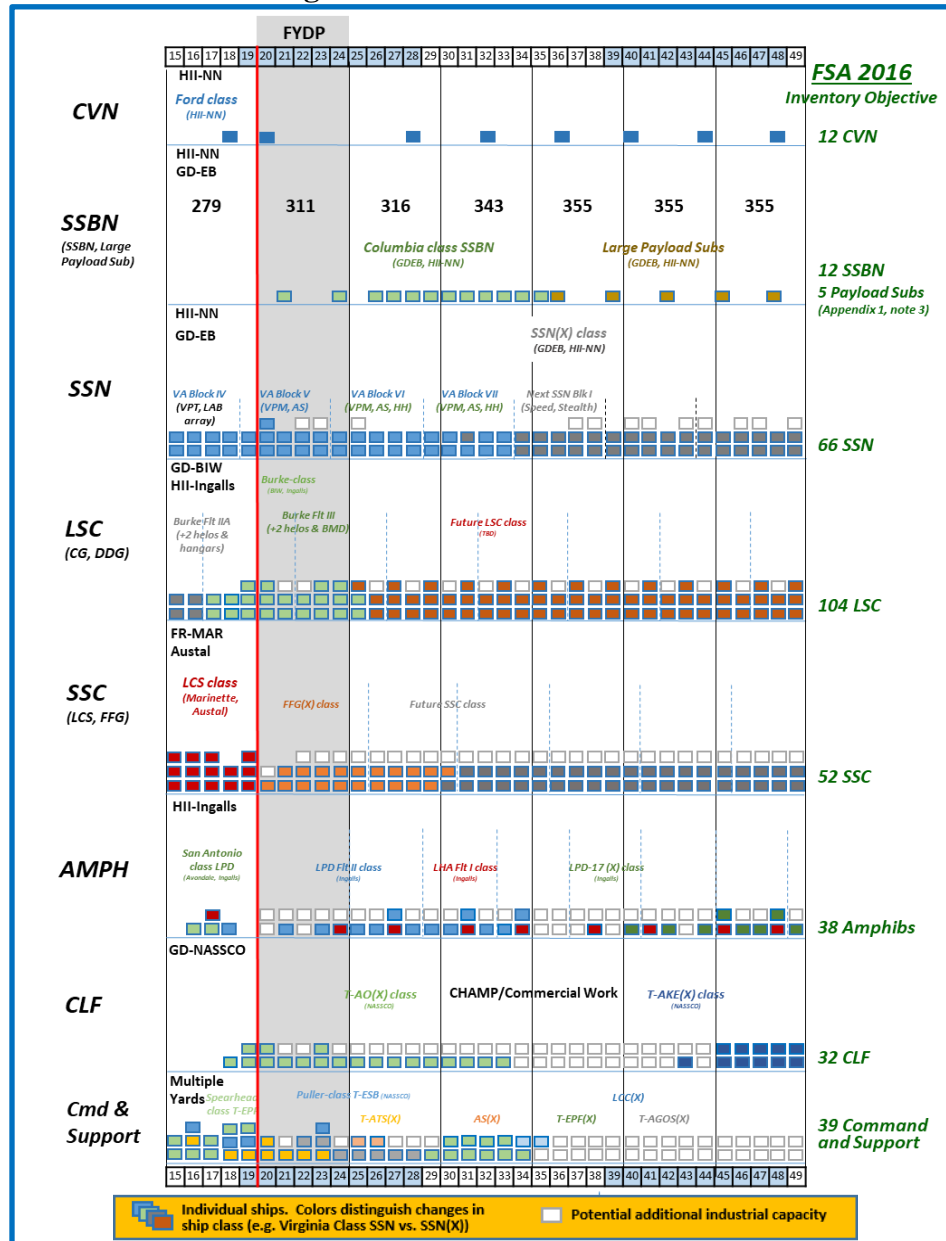 FYDP
15 16 17 18 19 20 21 22 23 24 25 26 27 28 29 30 31 32 33 34 35 36 37 38 39 40 41 42 43 44 45 46 47 48 49
FSA 2016
Inventory Objective
CVN
HII-NN
Ford class
(HII-NN)
12 CVN
HII-NN
GD-EB
279 311 316 343 355 355 355
SSBN
(SSBN, Large
Payload Sub)
Columbia class SSBN
(GDEB, HII-NN)
Large Payload Subs
(GDEB, HII-NN)
12 SSBN
5 Payload Subs
(Appendix 1, note 3)
HII-NN
GD-EB
SSN(X) class
(GDEB, HII-NN)
SSN
VA Block IV
(VPT, LAB
array)
VA Block V
(VPM, AS)
VA Block VI
(VPM, AS, HH)
VA Block VII
(VPM, AS, HH)
Next SSN Blk I
(Speed, Stealth)
66 SSN
GD-BIW
HII-Ingalls
Burke-class
(BIW, Ingalls)
LSC
(CG, DDG)
Burke Flt IIA
(+2 helos &
hangars)
Burke Flt III
(+2 helos & BMD)
Future LSC class
(TBD)
104 LSC
FR-MAR
Austal
SSC
(LCS, FFG)
LCS class
(Marinette,
Austal)
FFG(X) class
Future SSC class
52 SSC
HII-Ingalls
AMPH
San Antonio
class LPD
(Avondale, Ingalls)
LPD Flt II class
(Ingalls)
LHA Flt I class
(Ingalls)
LPD-17 (X) class
(Ingalls)
38 Amphibs
GD-NASSCO
CLF
T-AO(X) class
(NASSCO)
CHAMP/Commercial Work
T-AKE(X) class
(NASSCO)
32 CLF
Multiple
Yards
Cmd &
Support
Spearhead
class T-EPF
Puller-class T-ESB (NASSCO)
T-ATS(X)
AS(X)
T-EPF(X)
LCC(X)
T-AGOS(X)
39 Command
and Support
15 16 17 18 19 20 21 22 23 24 25 26 27 28 29 30 31 32 33 34 35 36 37 38 39 40 41 42 43 44 45 46 47 48 49
Individual ships. Colors distinguish changes in
ship class (e.g. Virginia Class SSN vs. SSN(X))
Potential additional industrial capacity